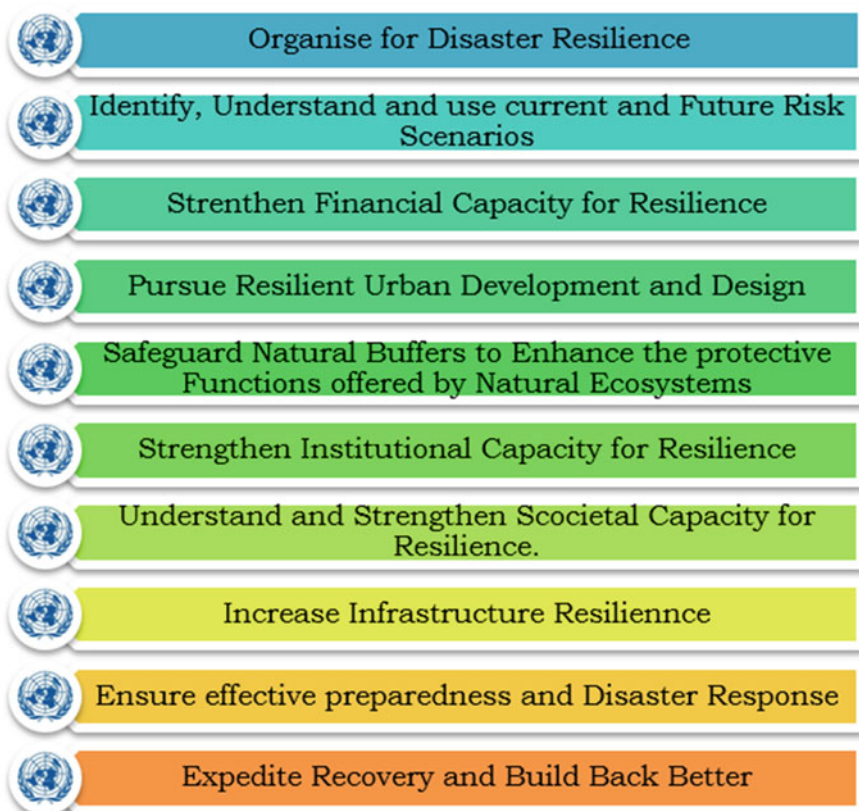 Organise for Disaster Resilience
Identify, Understand and use current and Future Risk
Scenarios
Strenthen Financial Capacity for Resilience
Pursue Resilient Urban Development and Design
Safeguard Natural Buffers to Enhance the protective
Functions offered by Natural Ecosystems
Strengthen Institutional Capacity for Resilience
Understand and Strengthen Scocietal Capacity for
Resilience.
Increase Infrastructure Resiliennce
Ensure effective preparedness and Disaster Response
Expedite Recovery and Build Back Better